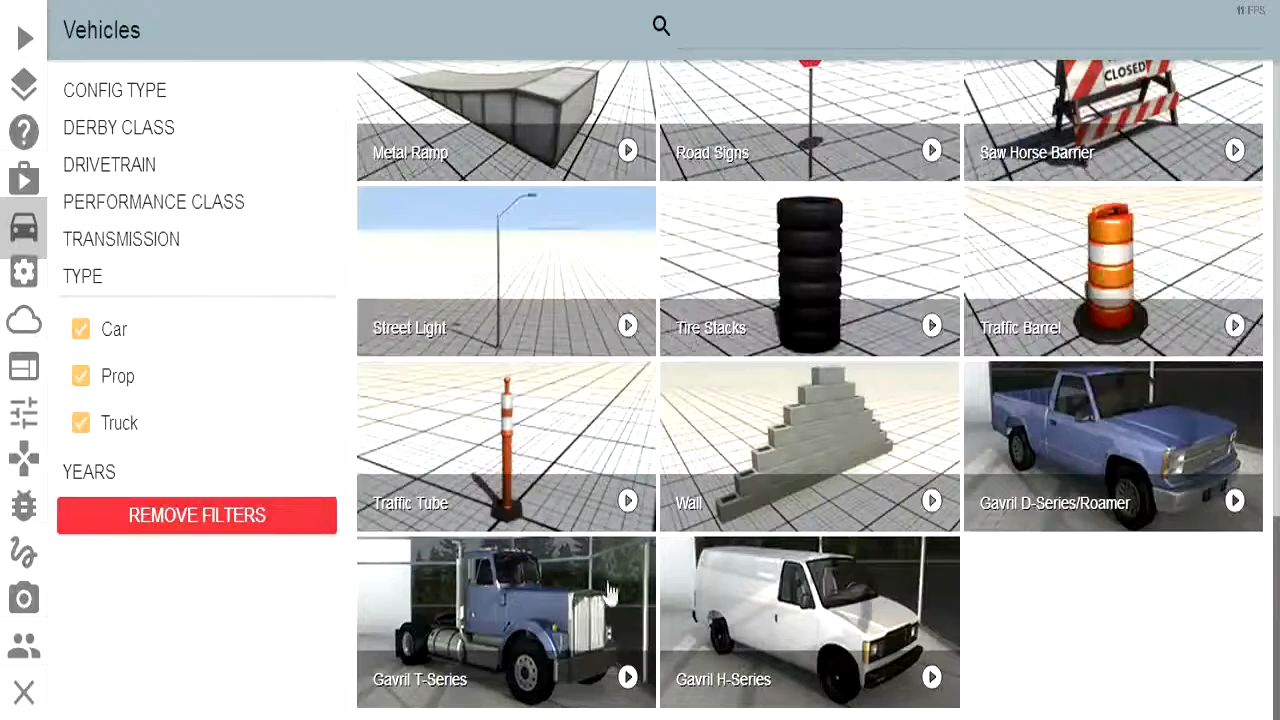 Vehicles
11 FPS
CONFIG TYPE
DERBY CLASS
DRIVETRAIN
PERFORMANCE CLASS
TRANSMISSION
TYPE
Car
Prop
Truck
YEARS
REMOVE FILTERS
CLOSED
Metal Ramp
Road Signs
Saw Horse Barrier
Street Light
Tire Stacks
Traffic Barrel
Traffic Tube
Wall
Gavril D-Series/Roamer
Gavril T-Series
Gavril H-Series